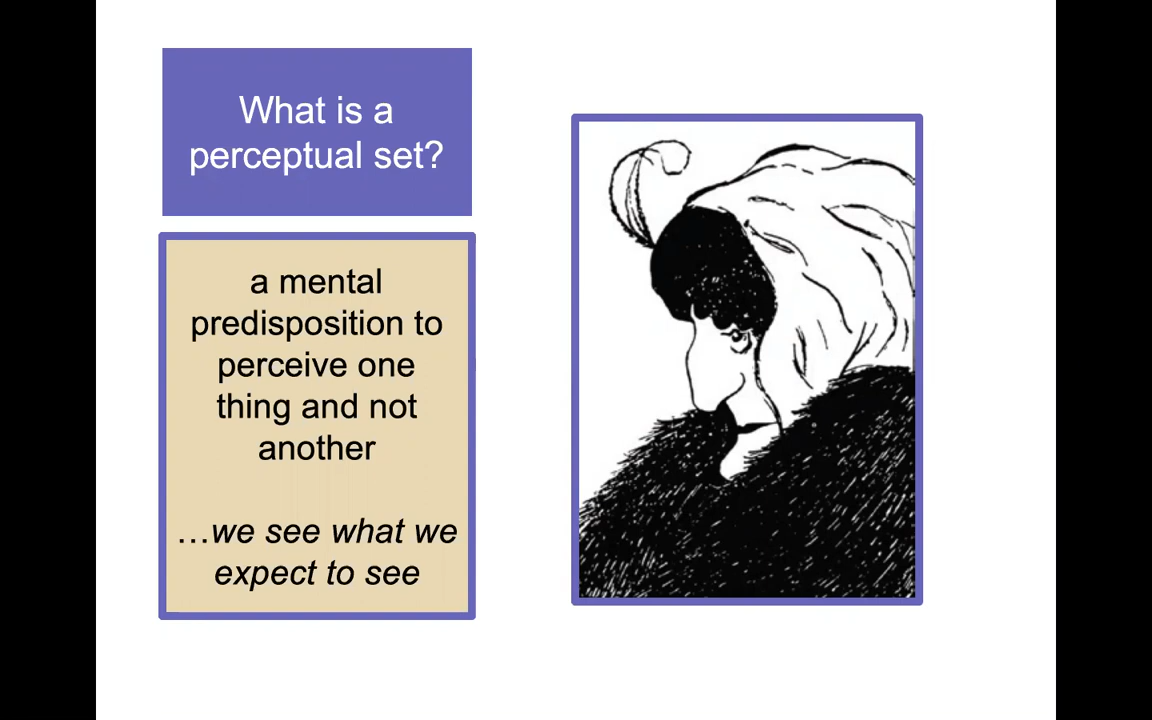 What is a
perceptual set?
a mental
predisposition to
perceive one
thing and not
another
…we see what we
expect to see